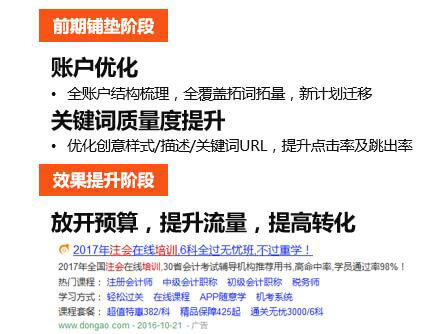 前期铺垫阶段
账户优化
• 全账户结构梳理，全覆盖拓词拓量，新计划迁移
关键词质量度提升
• 优化创意样式/描述/关键词URL，提升点击率及跳出率
效果提升阶段
放开预算，提升流量，提高转化
2017年注会在线培训,6科全过无忧班,不过重学！
2017年全国注会在线培训,30省会计考试辅导机构推荐用书,高命中率,学员通过率98%！
热门课程： 注册会计师 中级会计职称 初级会计职称 税务师
学习方式： 轻松过关 在线课程 APP随意学 机考系统
课程套餐： 超值特惠382/科 精品保障425起 通关无忧3000/6科
www.dongao.com - 2016-10-21 - 广告